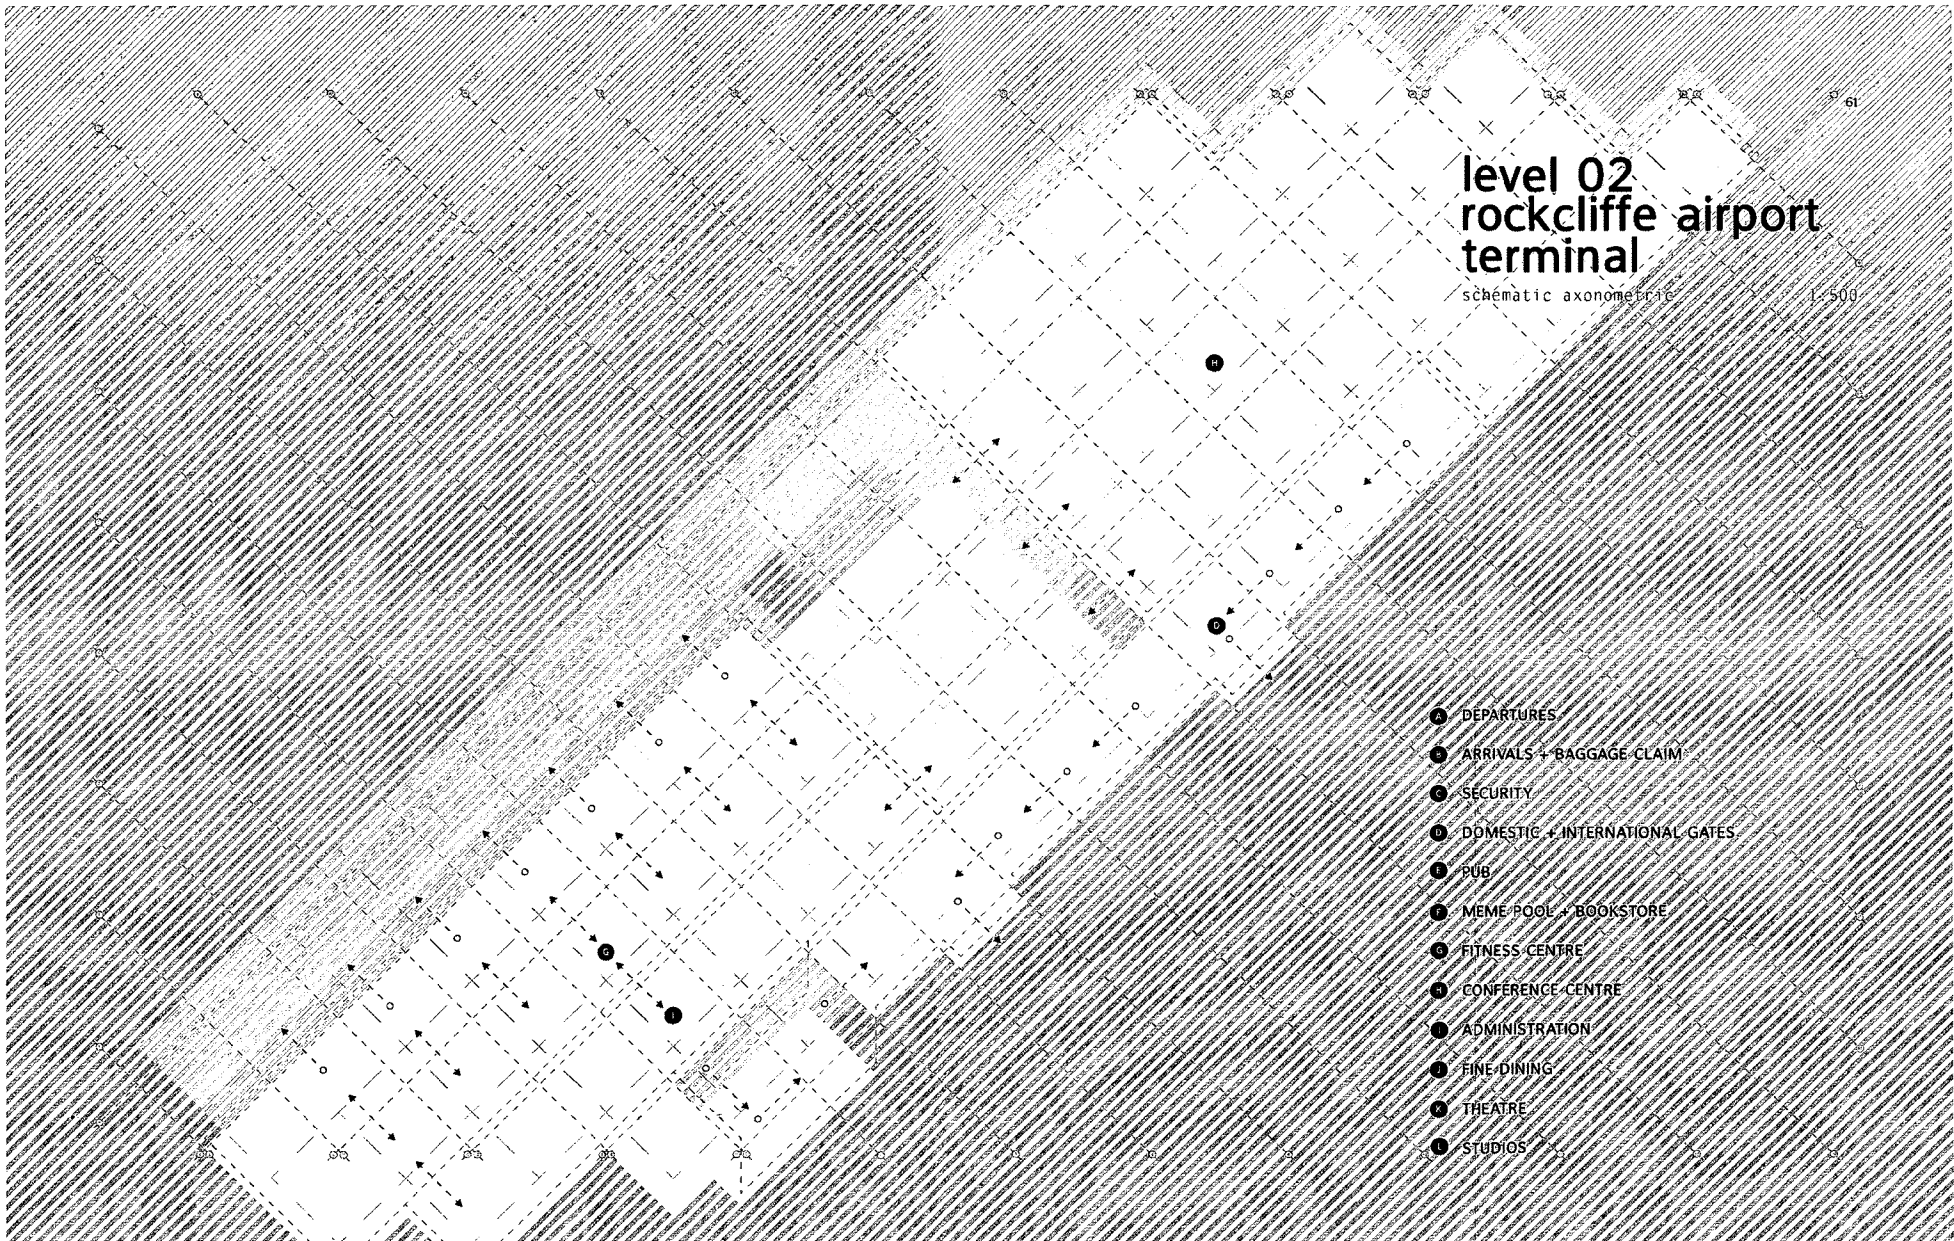 61
level 02
rockcliffe airport
terminal
schematic axonometric 1:500
H
D
G
I
A DEPARTURES
B ARRIVALS + BAGGAGE CLAIM
C SECURITY
D DOMESTIC + INTERNATIONAL GATES
E PUB
F MEME POOL + BOOKSTORE
G FITNESS CENTRE
H CONFERENCE CENTRE
I ADMINISTRATION
J FINE DINING
K THEATRE
L STUDIOS